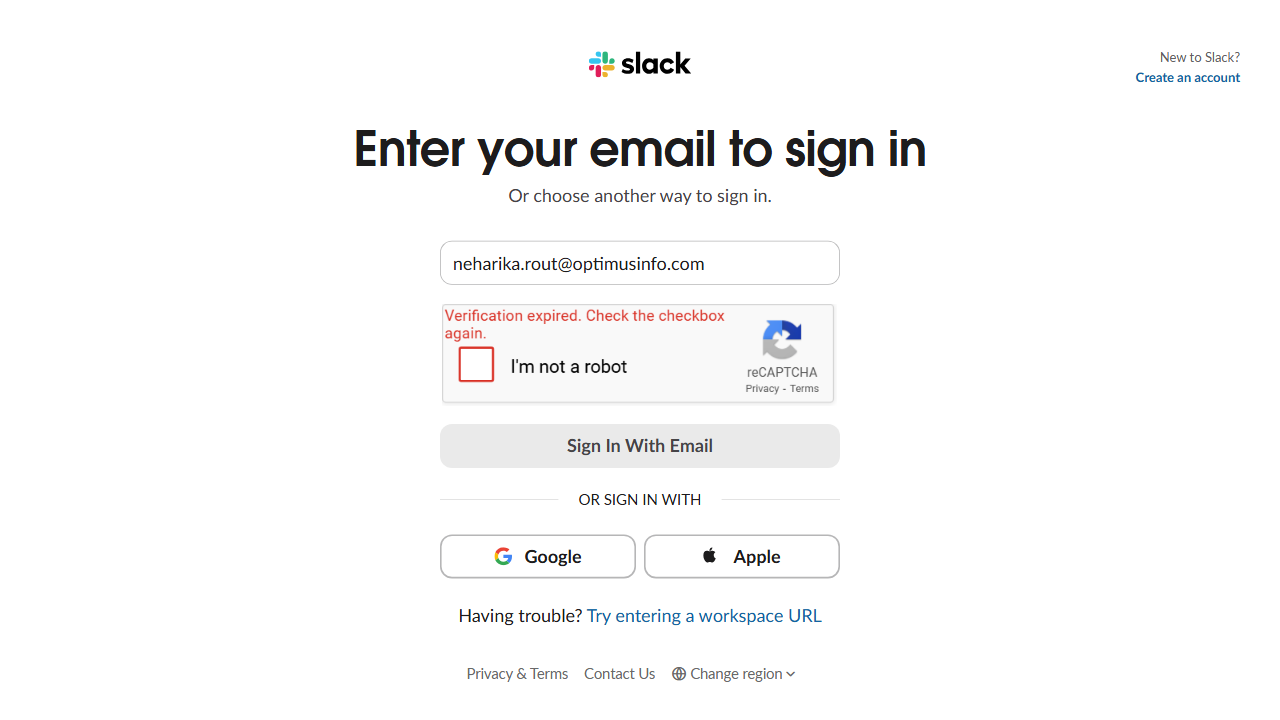 slack
New to Slack?
Create an account
Enter your email to sign in
Or choose another way to sign in.
neharika.rout@optimusinfo.com
Verification expired. Check the checkbox
again.
I'm not a robot
reCAPTCHA
Privacy - Terms
Sign In With Email
OR SIGN IN WITH
Google
Apple
Having trouble? Try entering a workspace URL
Privacy & Terms
Contact Us
Change region